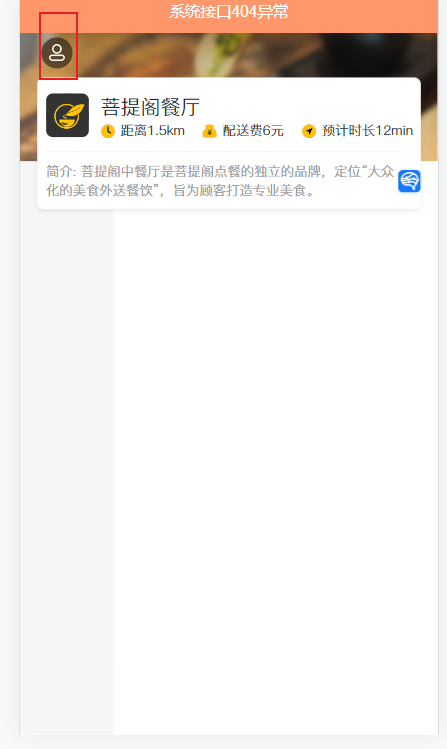 系统接口404异常
菩提阁餐厅
距离1.5km 配送费6元 预计时长12min
简介: 菩提阁中餐厅是菩提阁点餐的独立的品牌，定位“大众
化的美食外送餐饮”，旨为顾客打造专业美食。